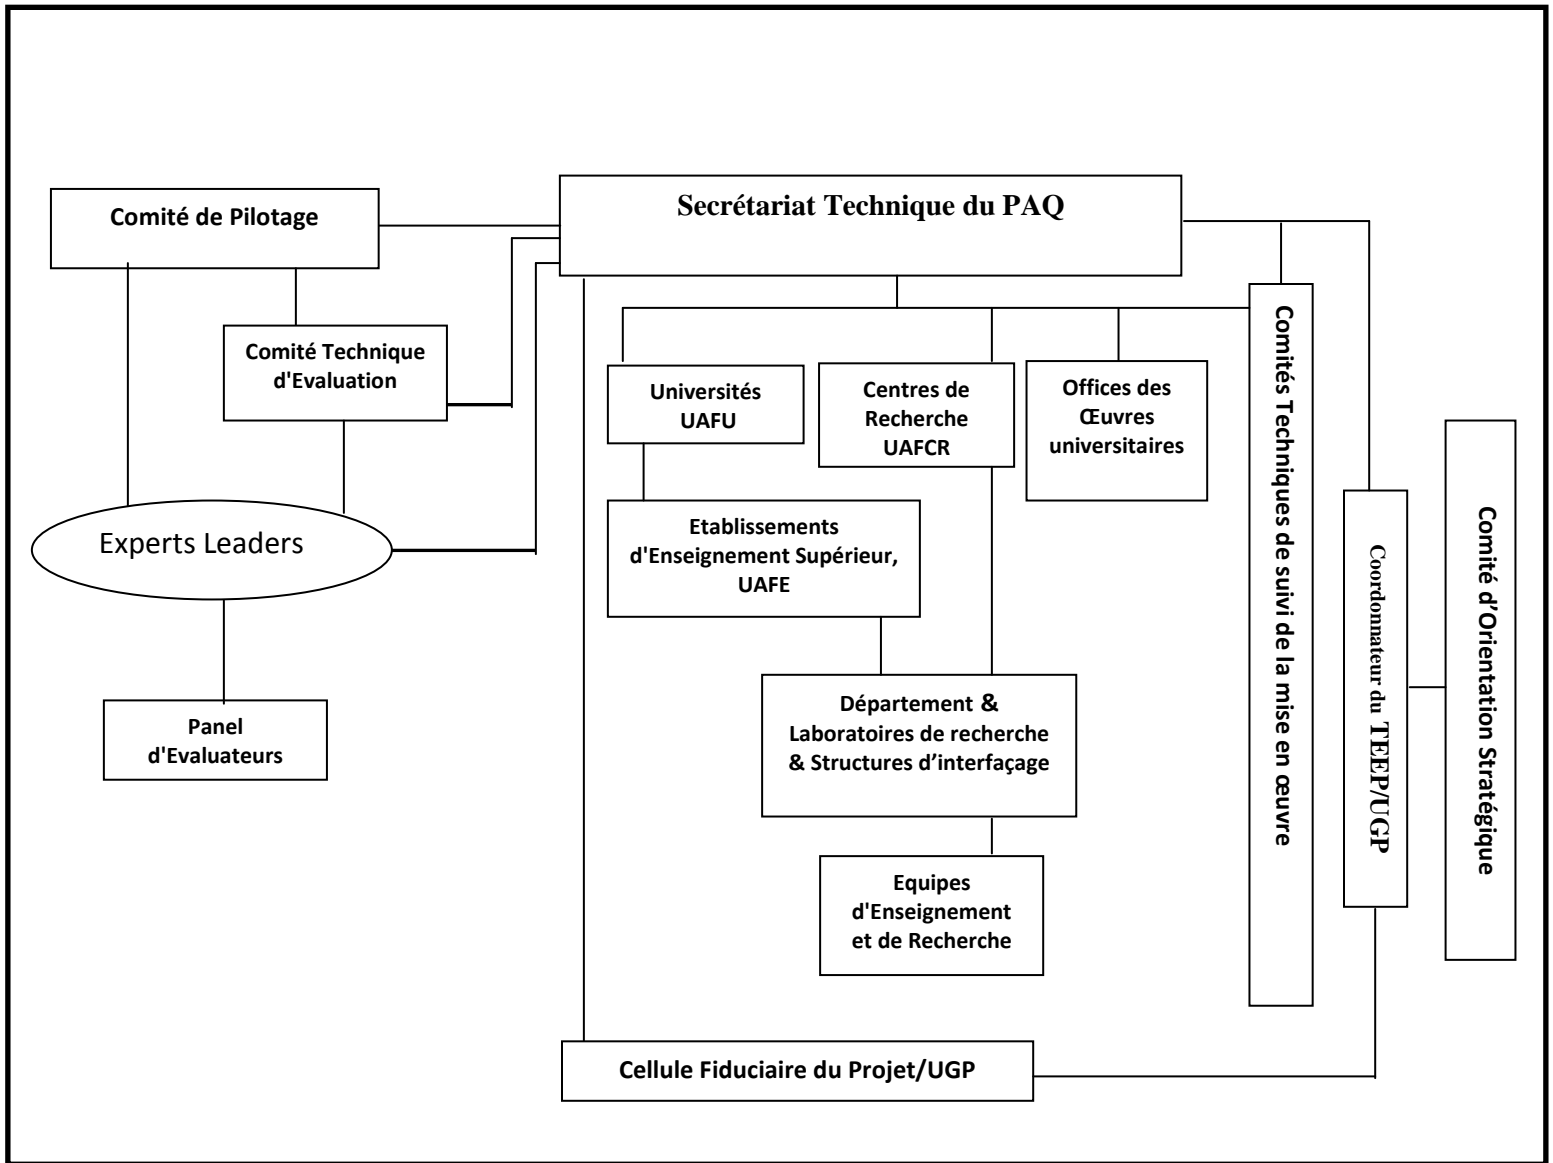 Secrétariat Technique du PAQ
Comité de Pilotage
Comité Technique
d'Evaluation
Experts Leaders
Panel
d'Evaluateurs
Universités
UAFU
Centres de
Recherche
UAFCR
Offices des
Œuvres
universitaires
Etablissements
d'Enseignement Supérieur,
UAFE
Département &
Laboratoires de recherche
& Structures d’interfaçage
Equipes
d'Enseignement
et de Recherche
Cellule Fiduciaire du Projet/UGP
Comités Techniques de suivi de la mise en œuvre
Coordonnateur du TEEP/UGP
Comité d’Orientation Stratégique